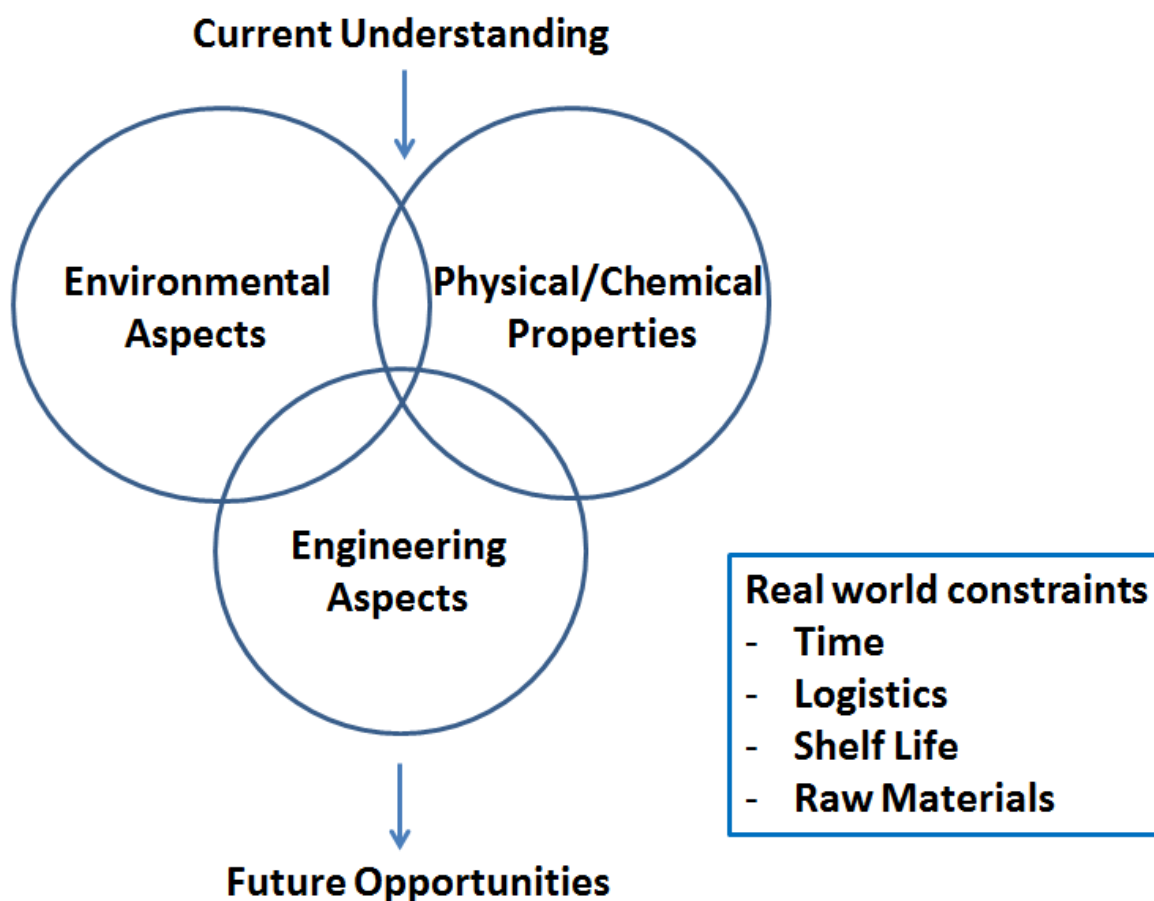 Current Understanding
Environmental
Aspects
Physical/Chemical
Properties
Engineering
Aspects
Real world constraints
- Time
- Logistics
- Shelf Life
- Raw Materials
Future Opportunities